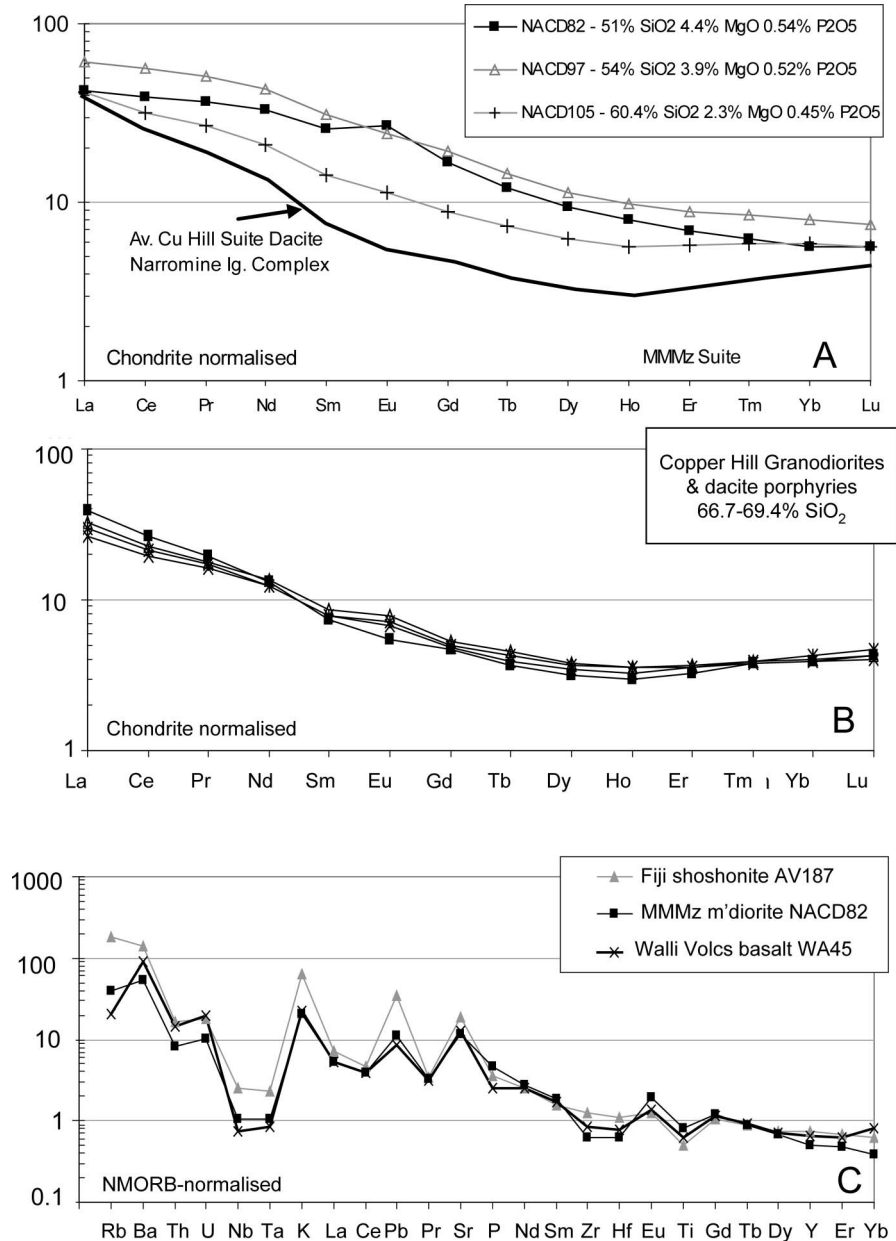 100
10
1
NACD82 - 51% SiO2 4.4% MgO 0.54% P2O5
NACD97 - 54% SiO2 3.9% MgO 0.52% P2O5
NACD105 - 60.4% SiO2 2.3% MgO 0.45% P2O5
Av. Cu Hill Suite Dacite
Narromine Ig. Complex
Chondrite normalised
MMMz Suite
A
La Ce Pr Nd Sm Eu Gd Tb Dy Ho Er Tm Yb Lu
100
10
1
Copper Hill Granodiorites
& dacite porphyries
66.7-69.4% SiO2
Chondrite normalised
B
La Ce Pr Nd Sm Eu Gd Tb Dy Ho Er Tm Yb Lu
1000
100
10
1
0.1
Fiji shoshonite AV187
MMMz m'diorite NACD82
Walli Volcs basalt WA45
NMORB-normalised
C
Rb Ba Th U Nb Ta K La Ce Pb Pr Sr P Nd Sm Zr Hf Eu Ti Gd Tb Dy Y Er Yb